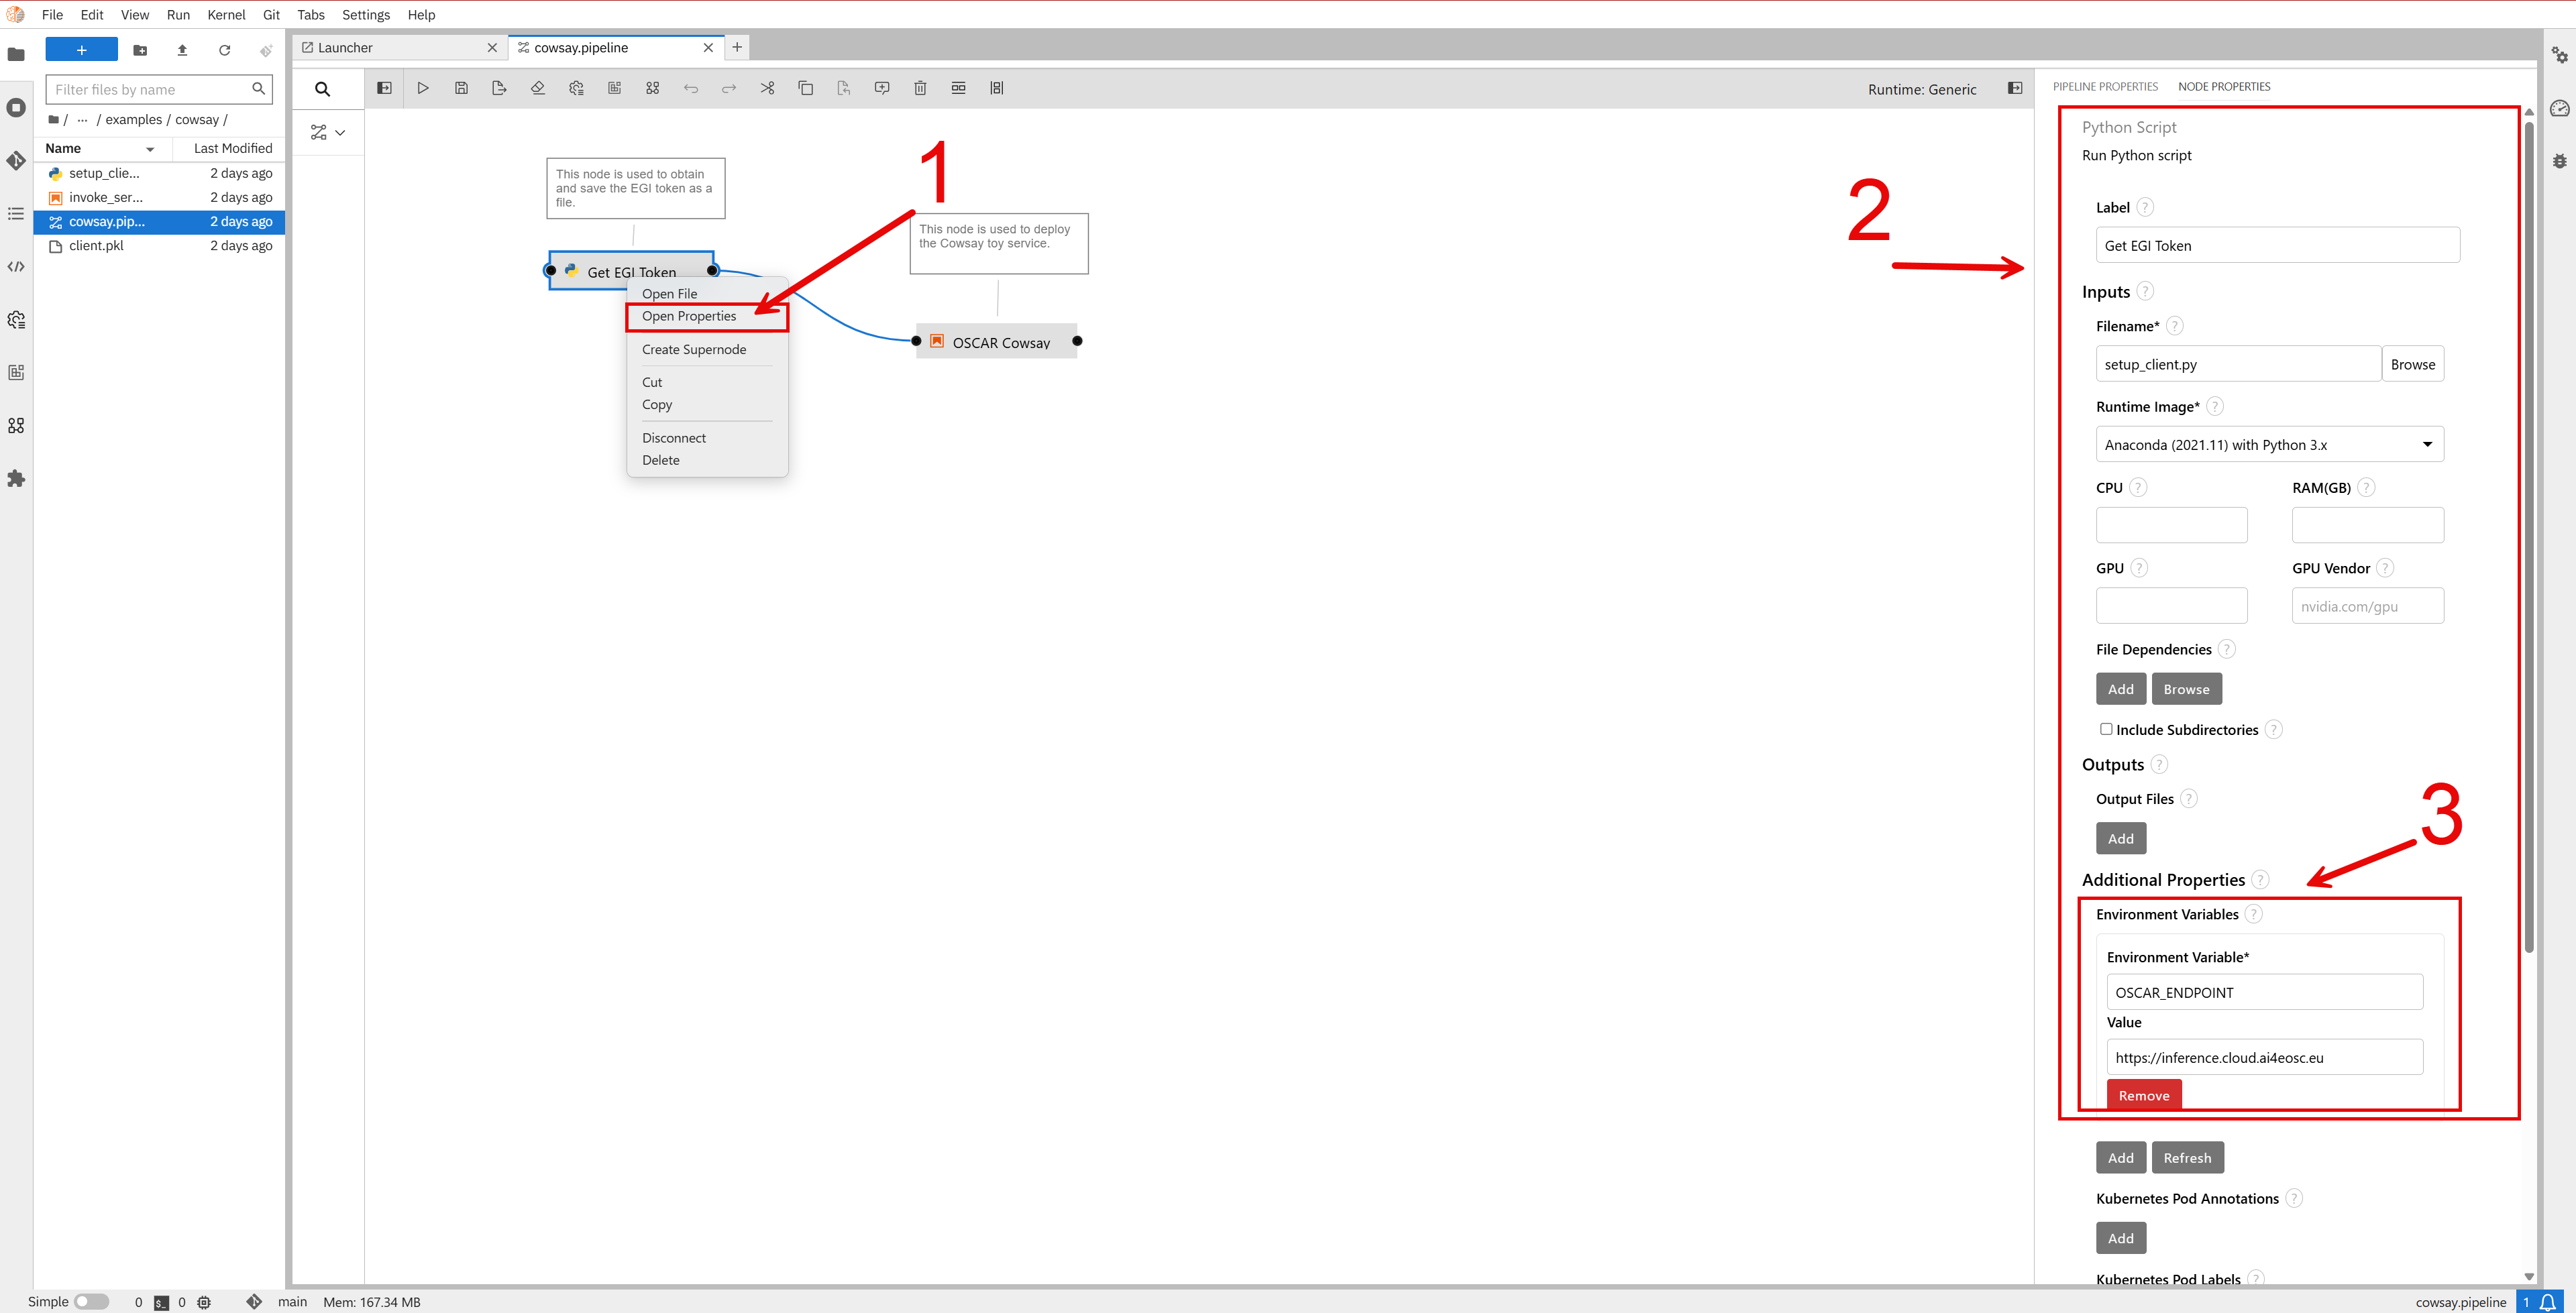 File Edit View Run Kernel Git Tabs Settings Help
+
Launcher
cowsay.pipeline
Filter files by name
/ ... / examples / cowsay /
Name Last Modified
setup_clie... 2 days ago
invoke_ser... 2 days ago
cowsay.pip... 2 days ago
client.pkl 2 days ago
Runtime: Generic
This node is used to obtain
and save the EGI token as a
file.
1
This node is used to deploy
the Cowsay toy service.
Get EGI Token
OSCAR Cowsay
Open File
Open Properties
Create Supernode
Cut
Copy
Disconnect
Delete
2
PIPELINE PROPERTIES NODE PROPERTIES
Python Script
Run Python script
Label ?
Get EGI Token
Inputs ?
Filename* ?
setup_client.py Browse
Runtime Image* ?
Anaconda (2021.11) with Python 3.x
CPU ? RAM(GB) ?
GPU ? GPU Vendor ?
nvidia.com/gpu
File Dependencies ?
Add Browse
Include Subdirectories ?
Outputs ?
Output Files ?
Add
3
Additional Properties ?
Environment Variables ?
Environment Variable*
OSCAR_ENDPOINT
Value
https://inference.cloud.ai4eosc.eu
Remove
Add Refresh
Kubernetes Pod Annotations ?
Add
Kubernetes Pod Labels ?
Simple 0 $_ 0 main Mem: 167.34 MB cowsay.pipeline 1